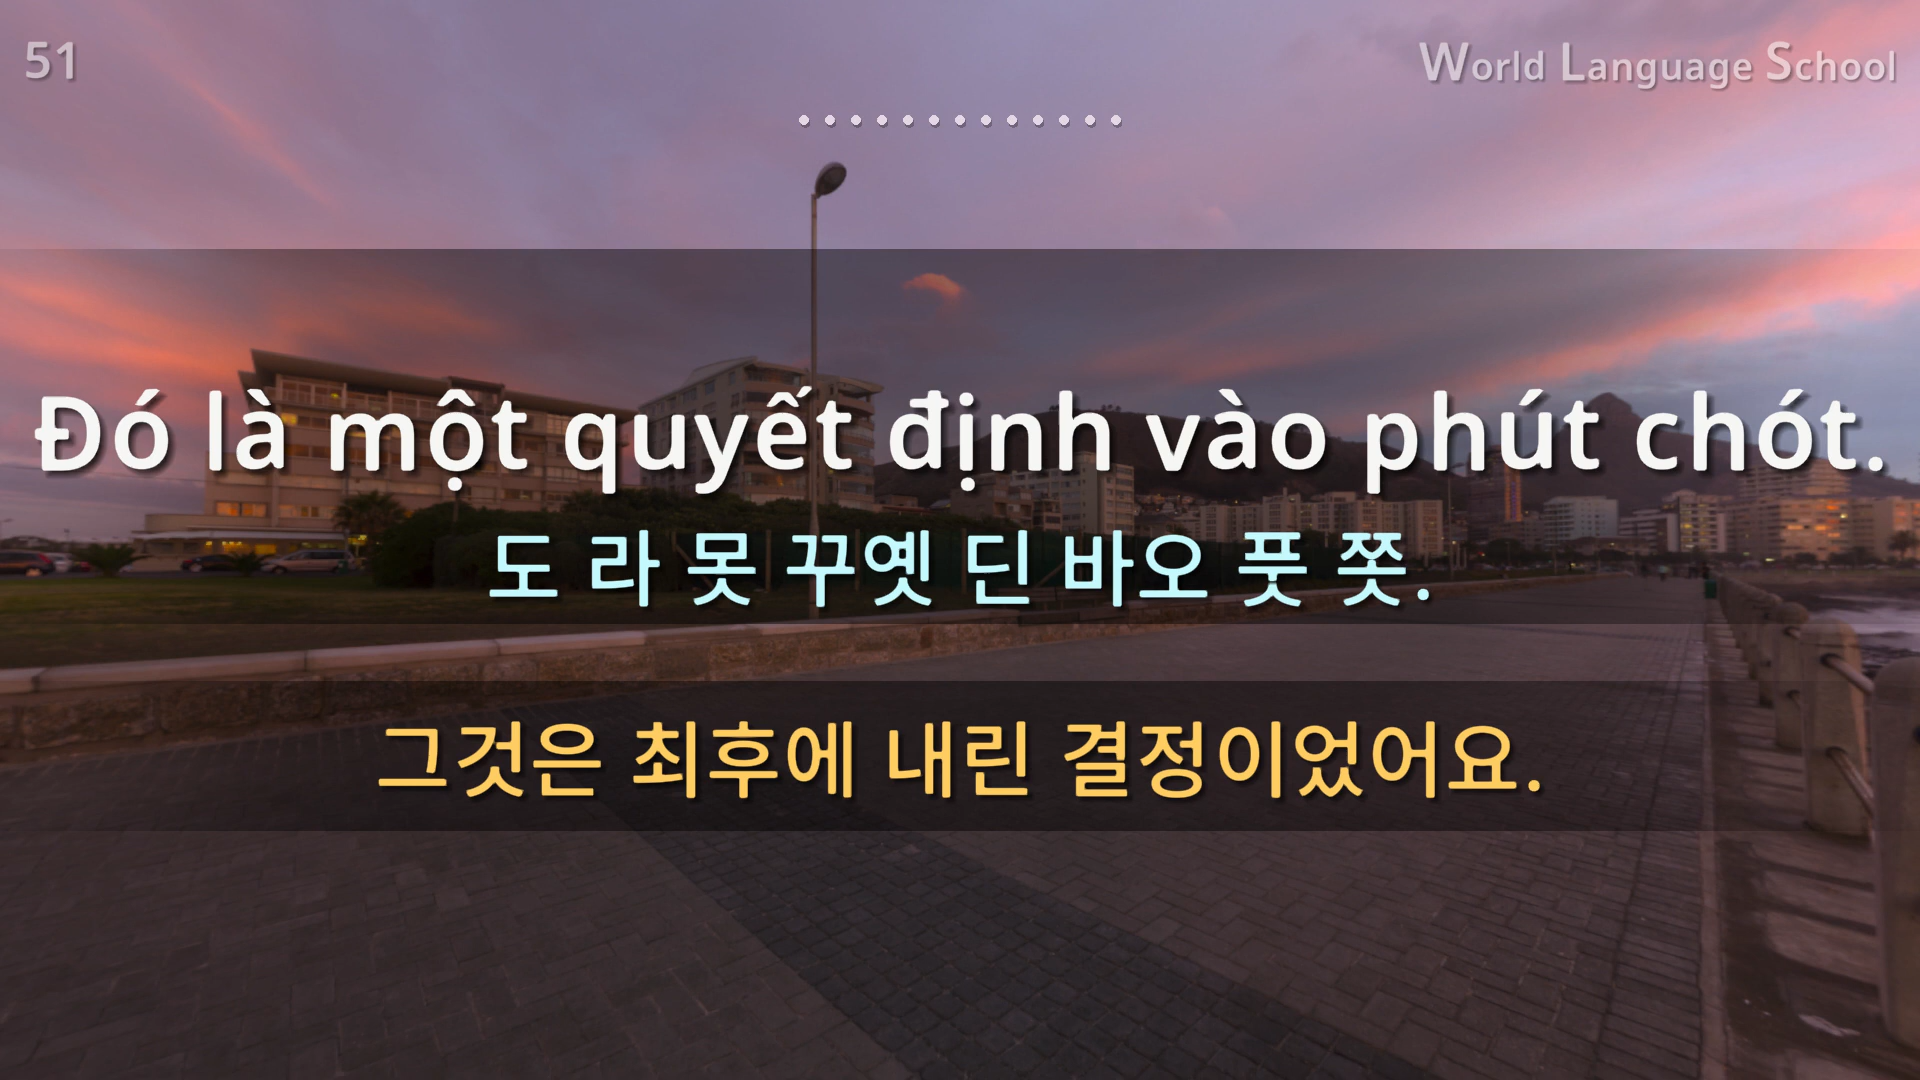 51
World Language School
Đó là một quyết định vào phút chót.
도 라 못 꾸옛 딘 바오 풋 쫏.
그것은 최후에 내린 결정이었어요.